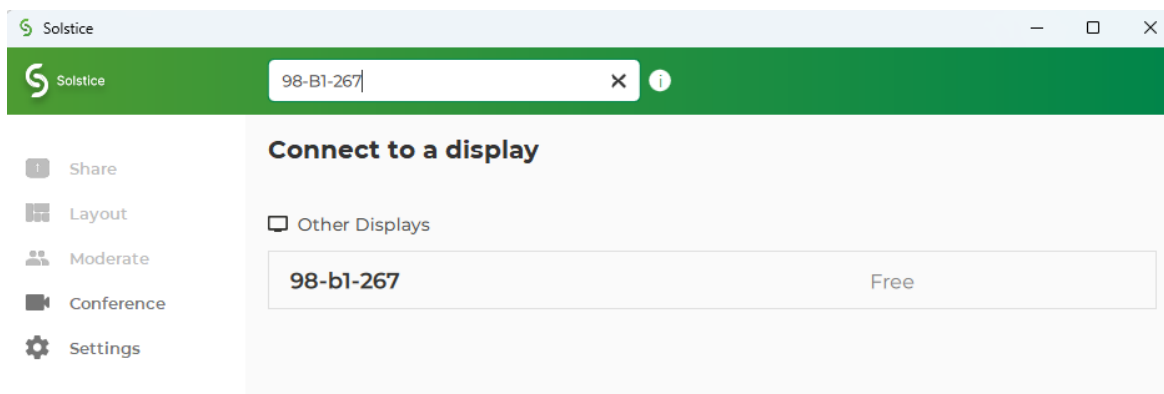 Solstice
Solstice
98-B1-267
Connect to a display
Share
Layout
Other Displays
Moderate
98-b1-267 Free
Conference
Settings